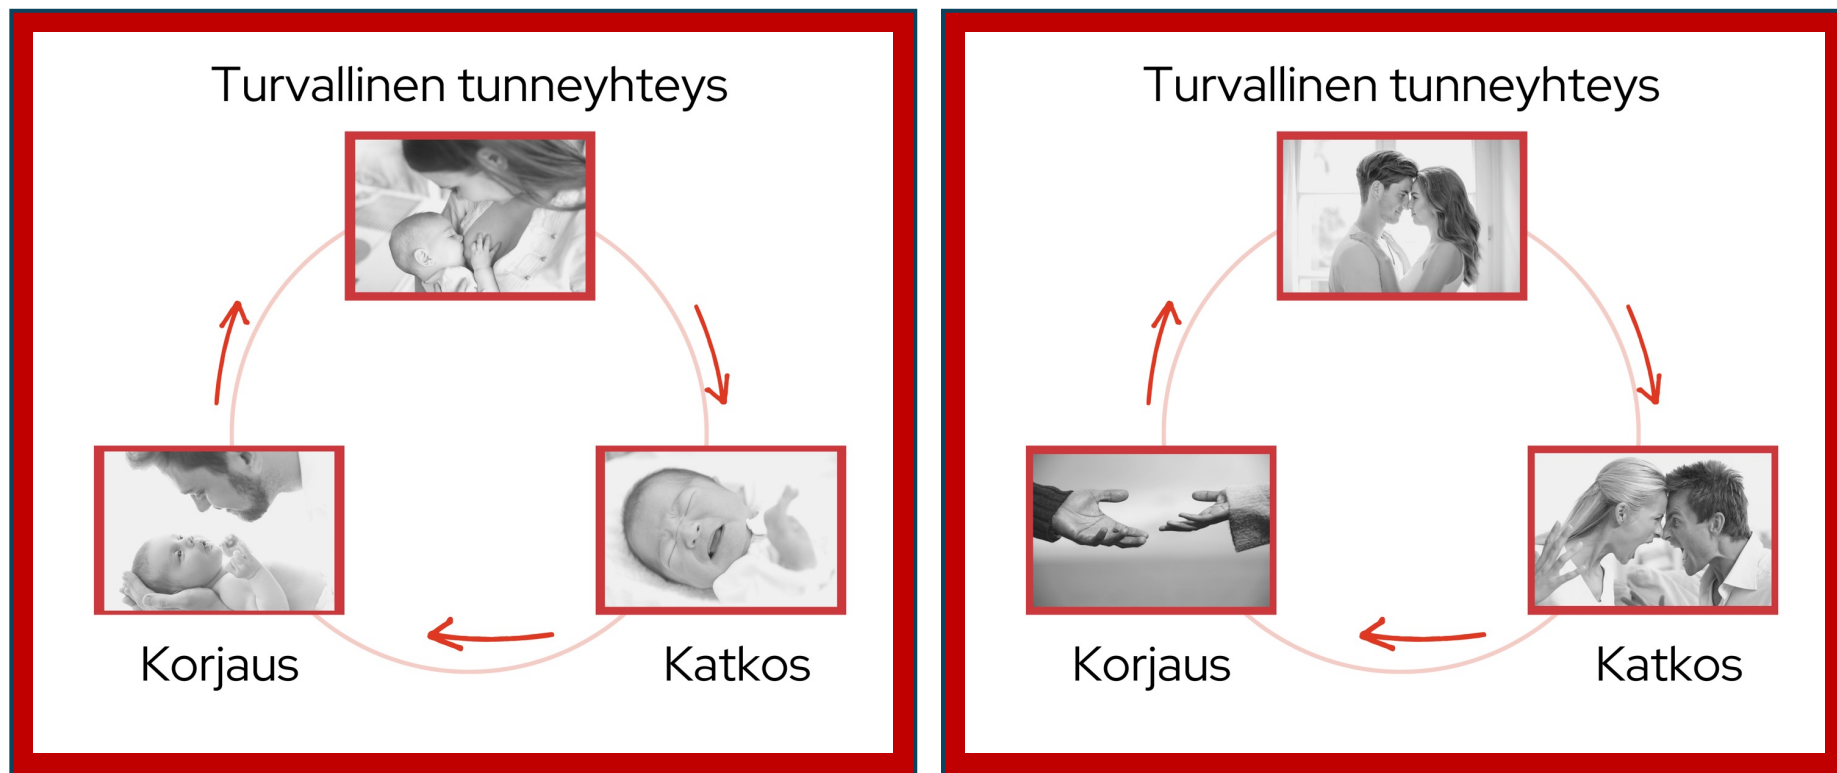 Turvallinen tunneyhteys
Korjaus
Katkos
Turvallinen tunneyhteys
Korjaus
Katkos